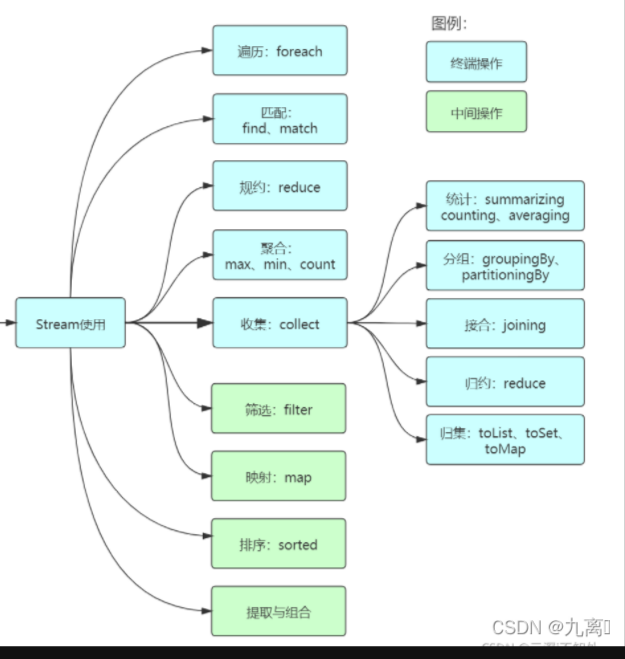 图例：
终端操作
中间操作
遍历：foreach
匹配：
find、match
规约：reduce
聚合：
max、min、count
Stream使用
收集：collect
筛选：filter
映射：map
排序：sorted
提取与组合
统计：summarizing
counting、averaging
分组：groupingBy、
partitioningBy
接合：joining
归约：reduce
归集：toList、toSet、
toMap
CSDN @九离